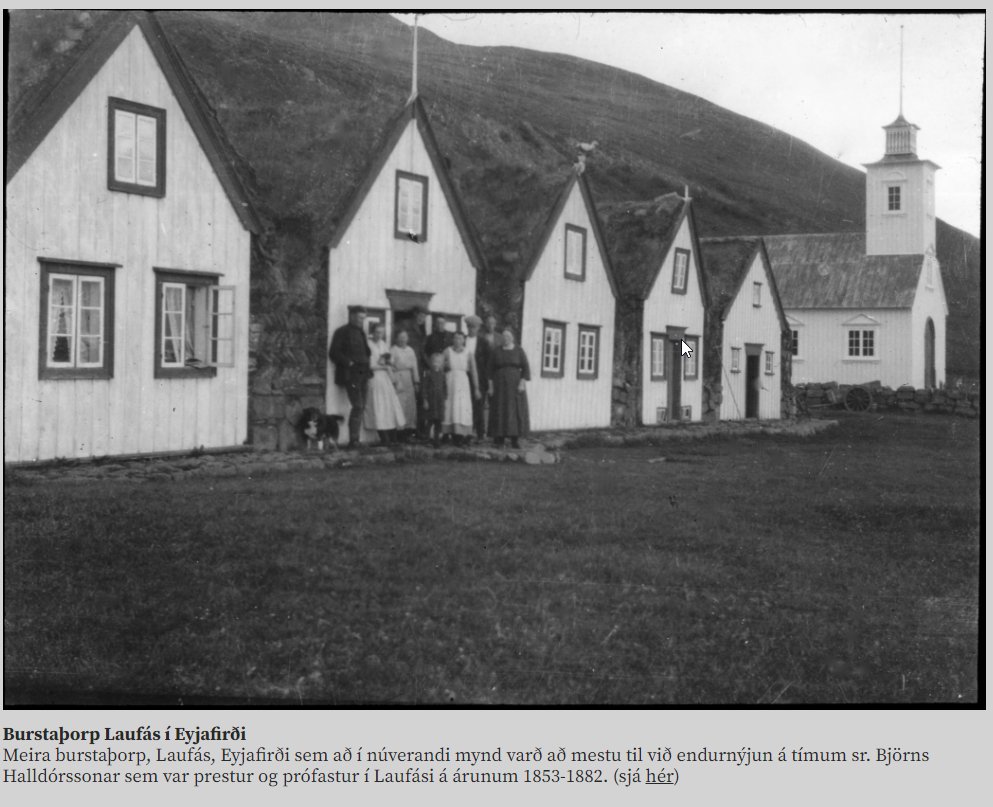 Burstaþorp Laufás í Eyjafirði
Meira burstaþorp, Laufás, Eyjafirði sem að í núverandi mynd varð að mestu til við endurnýjun á tímum sr. Björns
Halldórssonar sem var prestur og prófastur í Laufási á árunum 1853-1882. (sjá hér)